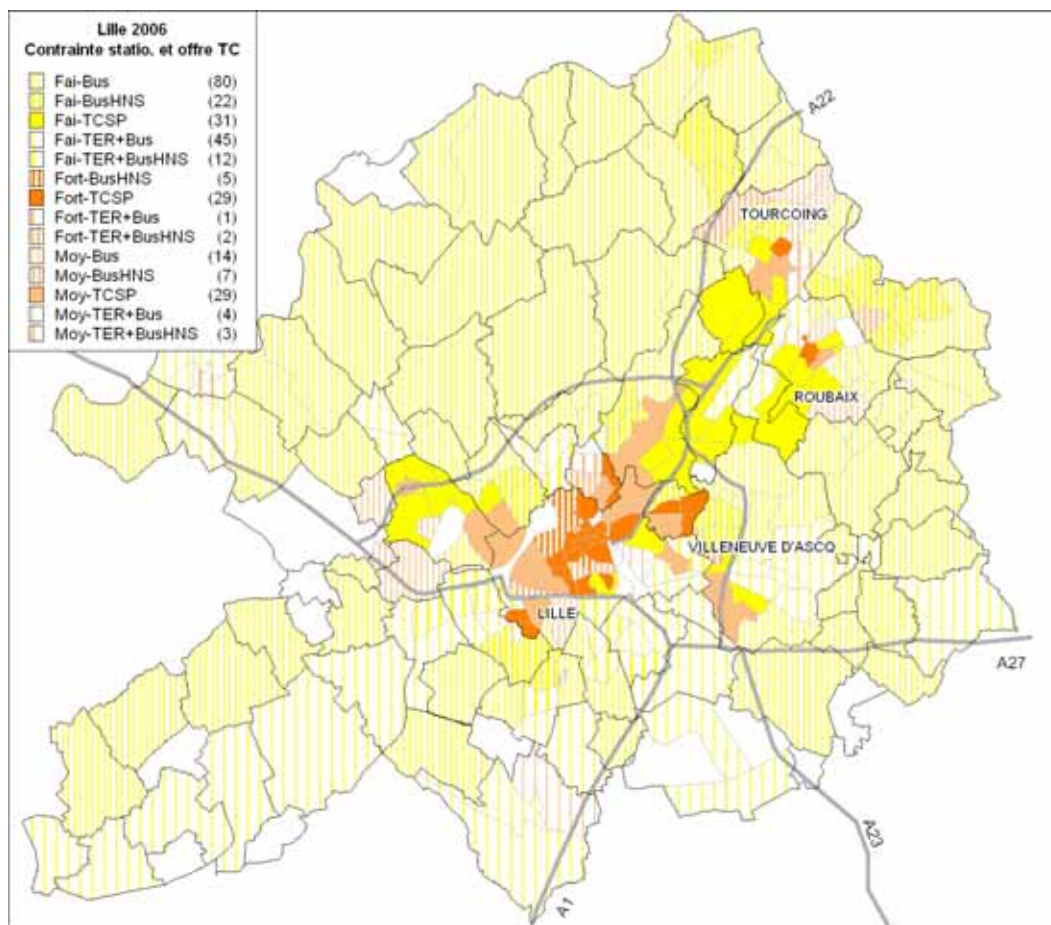 Lille 2006
Contrainte statio. et offre TC
Fai-Bus (80)
Fai-BusHNS (22)
Fai-TCSP (31)
Fai-TER+Bus (45)
Fai-TER+BusHNS (12)
Fort-BusHNS (5)
Fort-TCSP (29)
Fort-TER+Bus (1)
Fort-TER+BusHNS (2)
Moy-Bus (14)
Moy-BusHNS (7)
Moy-TCSP (29)
Moy-TER+Bus (4)
Moy-TER+BusHNS (3)
A22
TOURCOING
ROUBAIX
VILLENEUVE D'ASCQ
LILLE
A27
A23
A1